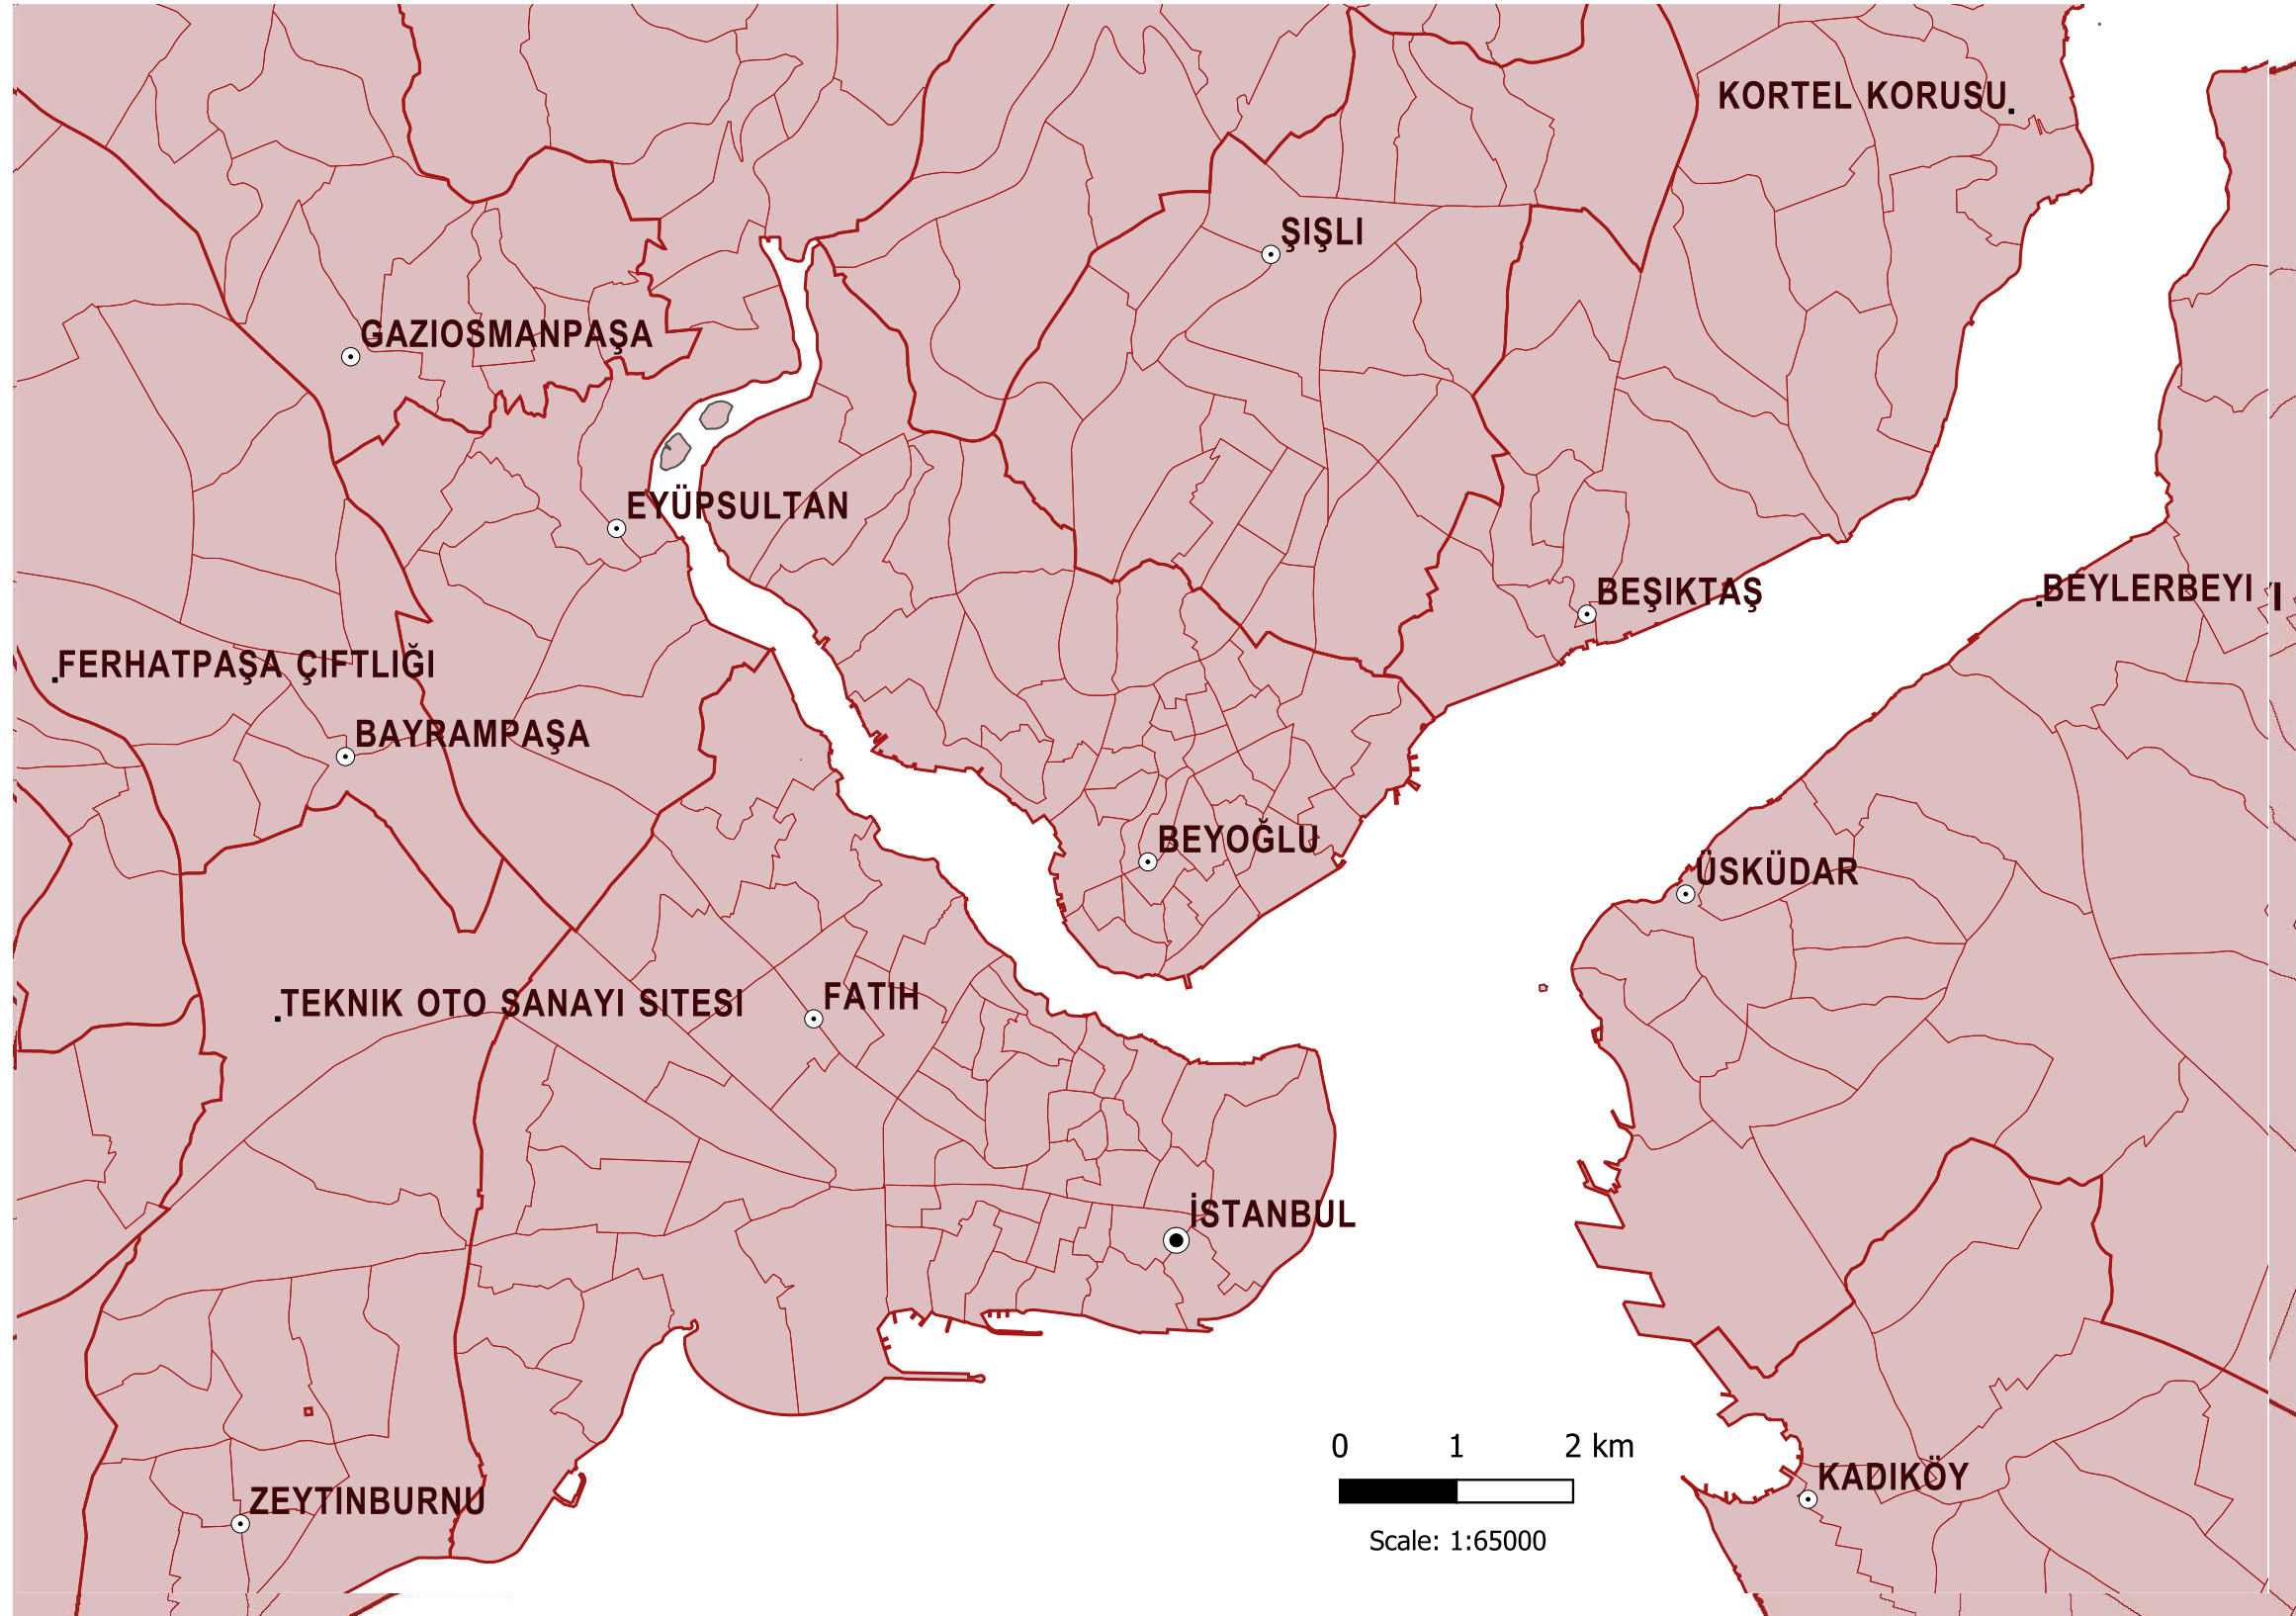 KORTEL KORUSU
ŞIŞLI
GAZIOSMANPAŞA
EYÜPSULTAN
BEŞIKTAŞ
BEYLERBEYI
FERHATPAŞA ÇIFTLIĞI
BAYRAMPAŞA
BEYOĞLU
ÜSKÜDAR
TEKNIK OTO SANAYI SITESI
FATIH
İSTANBUL
0 1 2 km
KADIKÖY
ZEYTINBURNU
Scale: 1:65000